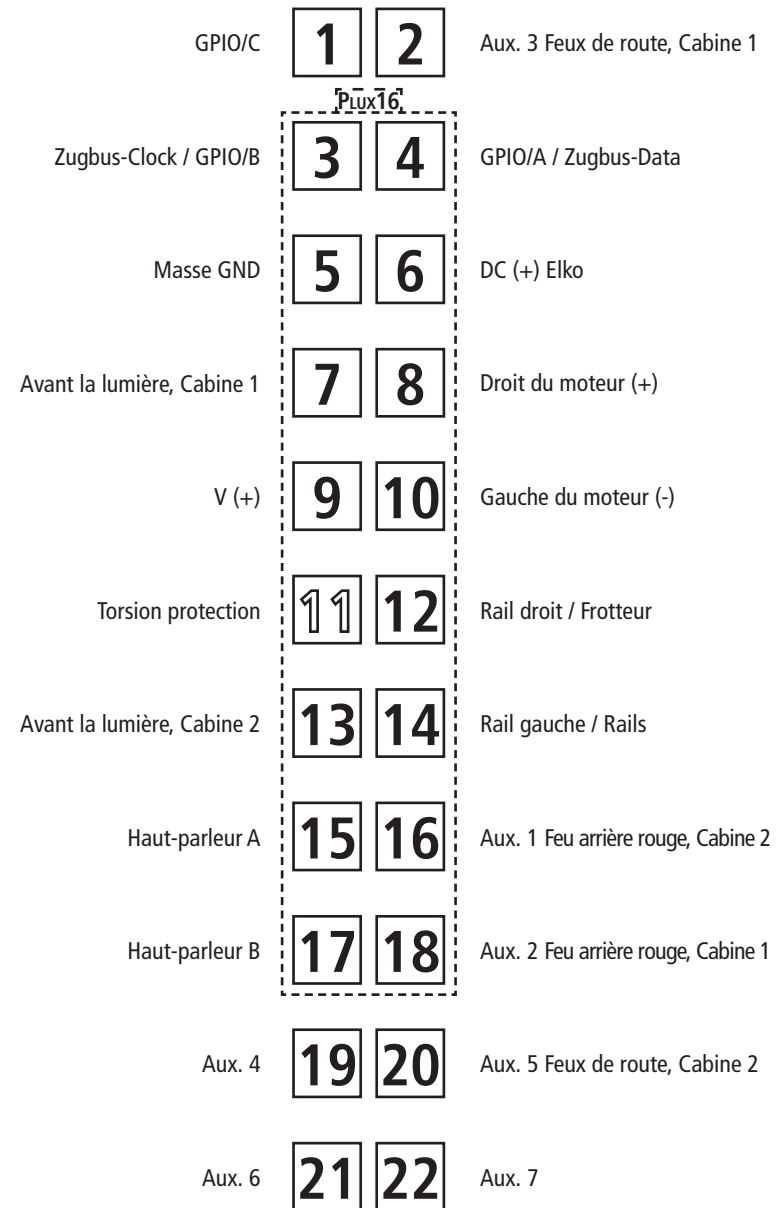 GPIO/C 1 2 Aux. 3 Feux de route, Cabine 1
PLUX16
Zugbus-Clock / GPIO/B 3 4 GPIO/A / Zugbus-Data
Masse GND 5 6 DC (+) Elko
Avant la lumière, Cabine 1 7 8 Droit du moteur (+)
V (+) 9 10 Gauche du moteur (-)
Torsion protection 11 12 Rail droit / Frotteur
Avant la lumière, Cabine 2 13 14 Rail gauche / Rails
Haut-parleur A 15 16 Aux. 1 Feu arrière rouge, Cabine 2
Haut-parleur B 17 18 Aux. 2 Feu arrière rouge, Cabine 1
Aux. 4 19 20 Aux. 5 Feux de route, Cabine 2
Aux. 6 21 22 Aux. 7